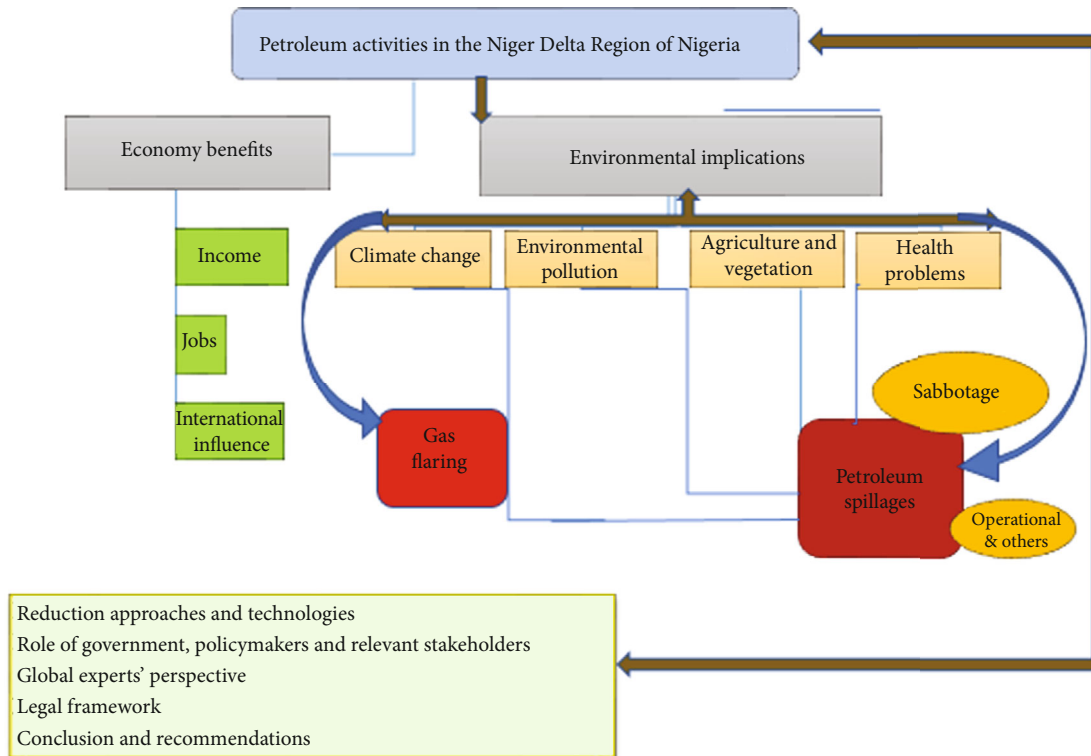 Petroleum activities in the Niger Delta Region of Nigeria
Economy benefits
Environmental implications
Income
Jobs
International
influence
Climate change
Environmental
pollution
Agriculture and
vegetation
Health
problems
Gas
flaring
Sabbotage
Petroleum
spillages
Operational
& others
Reduction approaches and technologies
Role of government, policymakers and relevant stakeholders
Global experts’ perspective
Legal framework
Conclusion and recommendations